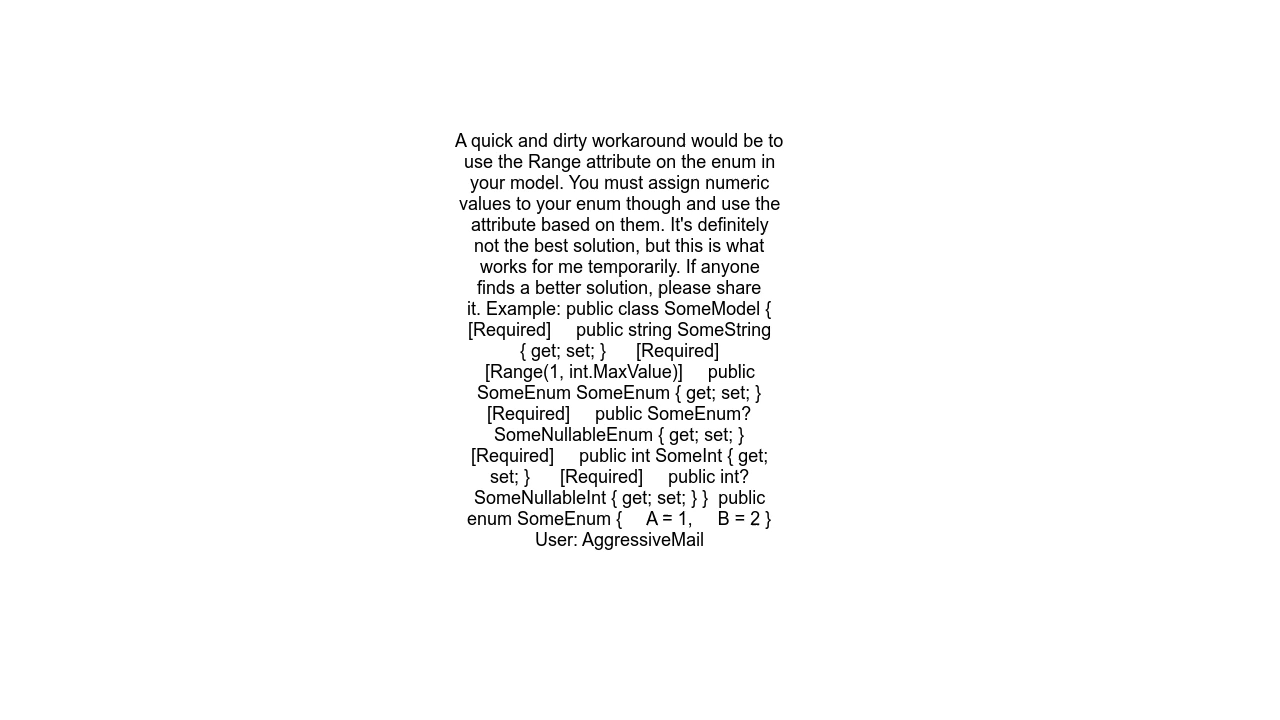 A quick and dirty workaround would be to
use the Range attribute on the enum in
your model. You must assign numeric
values to your enum though and use the
attribute based on them. It's definitely
not the best solution, but this is what
works for me temporarily. If anyone
finds a better solution, please share
it. Example: public class SomeModel {
[Required]     public string SomeString
{ get; set; }      [Required]
[Range(1, int.MaxValue)]     public
SomeEnum SomeEnum { get; set; }
[Required]     public SomeEnum?
SomeNullableEnum { get; set; }
[Required]     public int SomeInt { get;
set; }      [Required]     public int?
SomeNullableInt { get; set; } }  public
enum SomeEnum {     A = 1,     B = 2 }
User: AggressiveMail